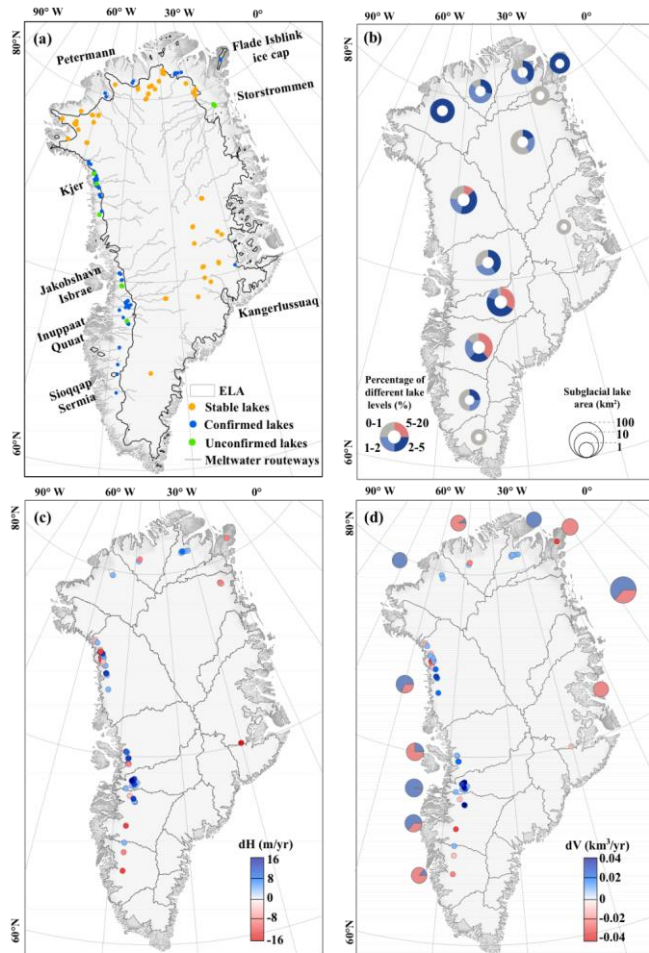 90° W 60° W 30° W 0°
80°N
(a)
Petermann
Flade Isblink
ice cap
Storstrommen
Kjer
Jakobshavn
Isbrae
Inuppaat
Quuat
Kangerlussuaq
Sioqqap
Sermia
ELA
Stable lakes
Confirmed lakes
Unconfirmed lakes
Meltwater routeways
60°N
90° W 60° W 30° W 0°
80°N
(b)
Percentage of
different lake
levels (%)
0-1 5-20
1-2 2-5
Subglacial lake
area (km²)
100
10
1
60°N
90° W 60° W 30° W 0°
80°N
(c)
dH (m/yr)
16
8
0
-8
-16
60°N
90° W 60° W 30° W 0°
80°N
(d)
dV (km³/yr)
0.04
0.02
0
-0.02
-0.04
60°N